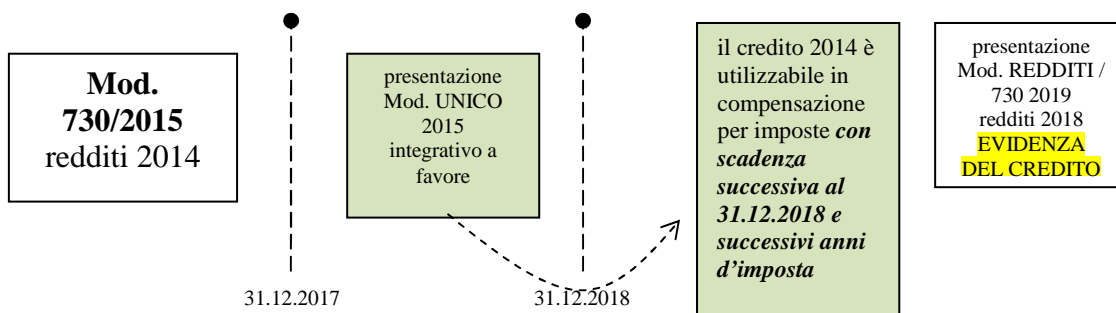 Mod.
730/2015
redditi 2014
presentazione
Mod. UNICO
2015
integrativo a
favore
il credito 2014 è
utilizzabile in
compensazione
per imposte con
scadenza
successiva al
31.12.2018 e
successivi anni
d'imposta
presentazione
Mod. REDDITI /
730 2019
redditi 2018
EVIDENZA
DEL CREDITO
31.12.2017
31.12.2018